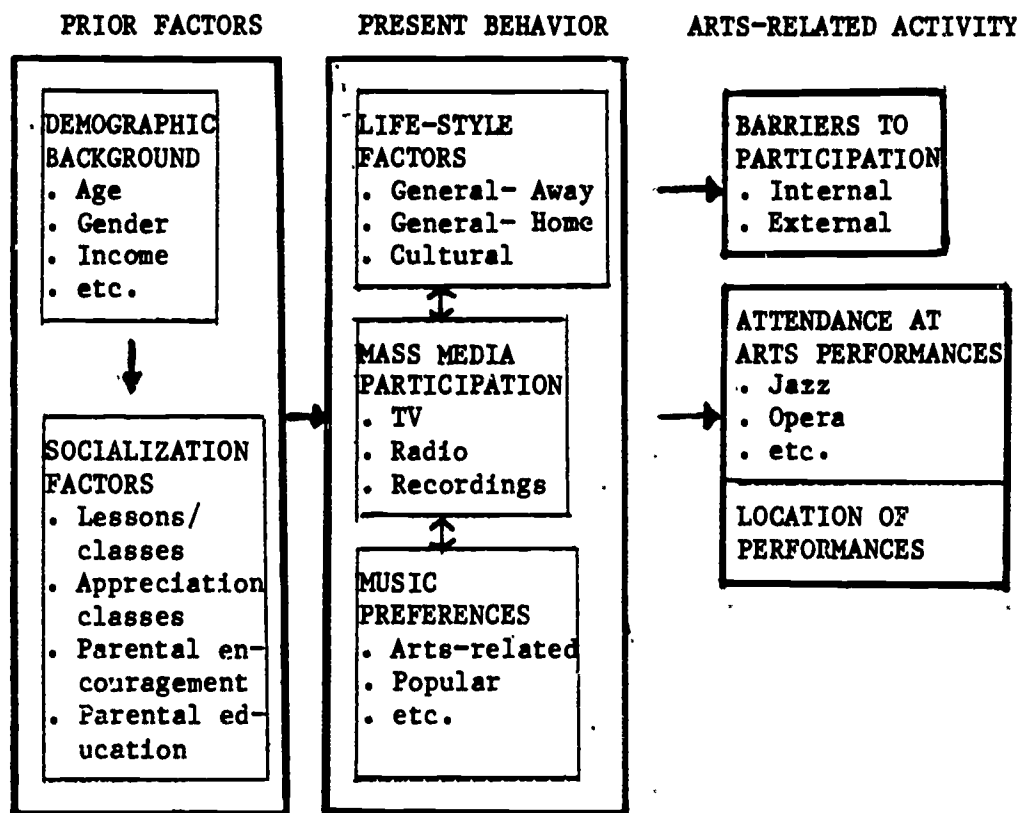 PRIOR FACTORS
DEMOGRAPHIC
BACKGROUND
. Age
. Gender
. Income
. etc.
SOCIALIZATION
FACTORS
. Lessons/
classes
. Appreciation
classes
. Parental en-
couragement
. Parental ed-
ucation
PRESENT BEHAVIOR
LIFE-STYLE
FACTORS
. General- Away
. General- Home
. Cultural
MASS MEDIA
PARTICIPATION
. TV
. Radio
. Recordings
MUSIC
PREFERENCES
. Arts-related
. Popular
. etc.
ARTS-RELATED ACTIVITY
BARRIERS TO
PARTICIPATION
. Internal
. External
ATTENDANCE AT
ARTS PERFORMANCES
. Jazz
. Opera
. etc.
LOCATION OF
PERFORMANCES